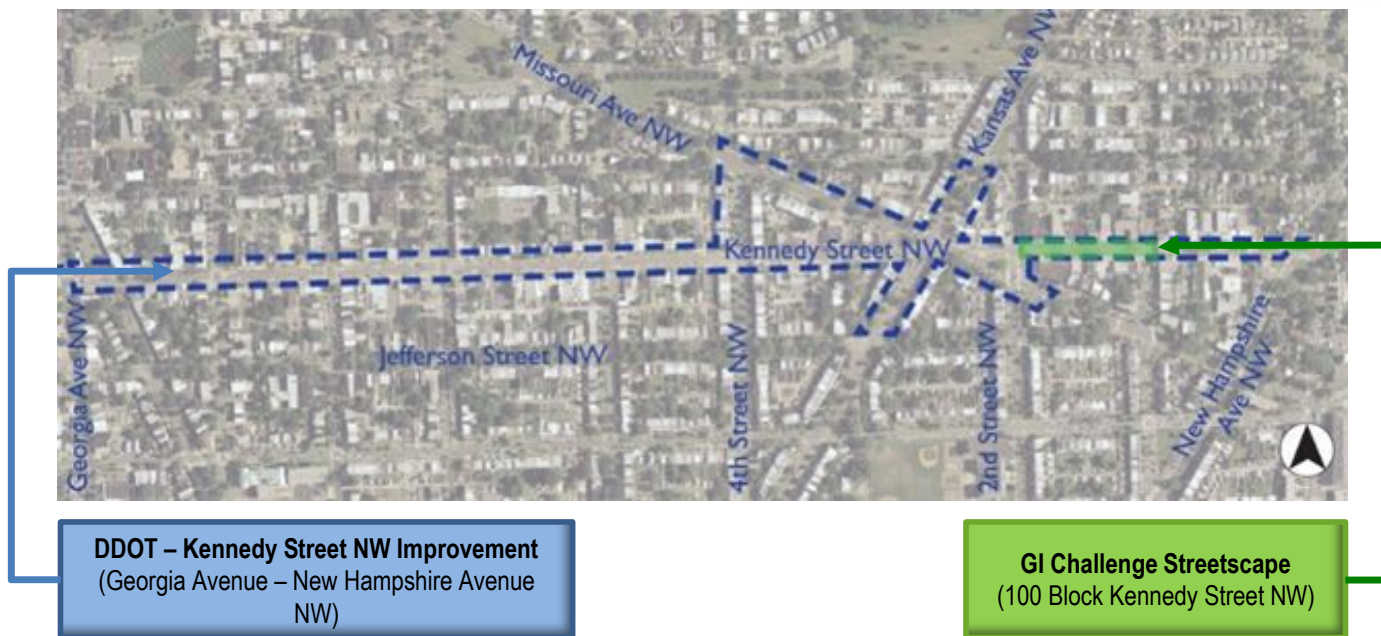 Missouri Ave NW
Kansas Ave NW
Kennedy Street NW
Georgia Ave NW
Jefferson Street NW
4th Street NW
2nd Street NW
New Hampshire
Ave NW
DDOT – Kennedy Street NW Improvement
(Georgia Avenue – New Hampshire Avenue
NW)
GI Challenge Streetscape
(100 Block Kennedy Street NW)